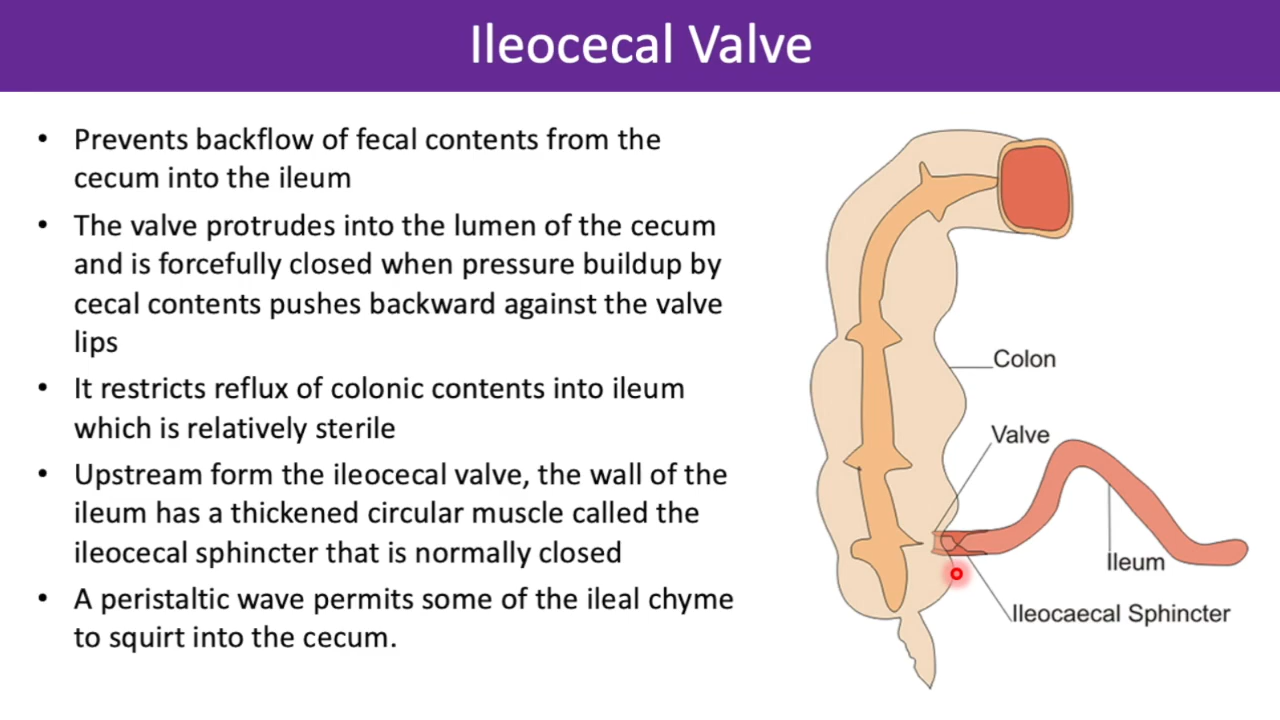 Ileocecal Valve
• Prevents backflow of fecal contents from the
cecum into the ileum
• The valve protrudes into the lumen of the cecum
and is forcefully closed when pressure buildup by
cecal contents pushes backward against the valve
lips
• It restricts reflux of colonic contents into ileum
which is relatively sterile
• Upstream form the ileocecal valve, the wall of the
ileum has a thickened circular muscle called the
ileocecal sphincter that is normally closed
• A peristaltic wave permits some of the ileal chyme
to squirt into the cecum.
Colon
Valve
Ileum
Ileocaecal Sphincter